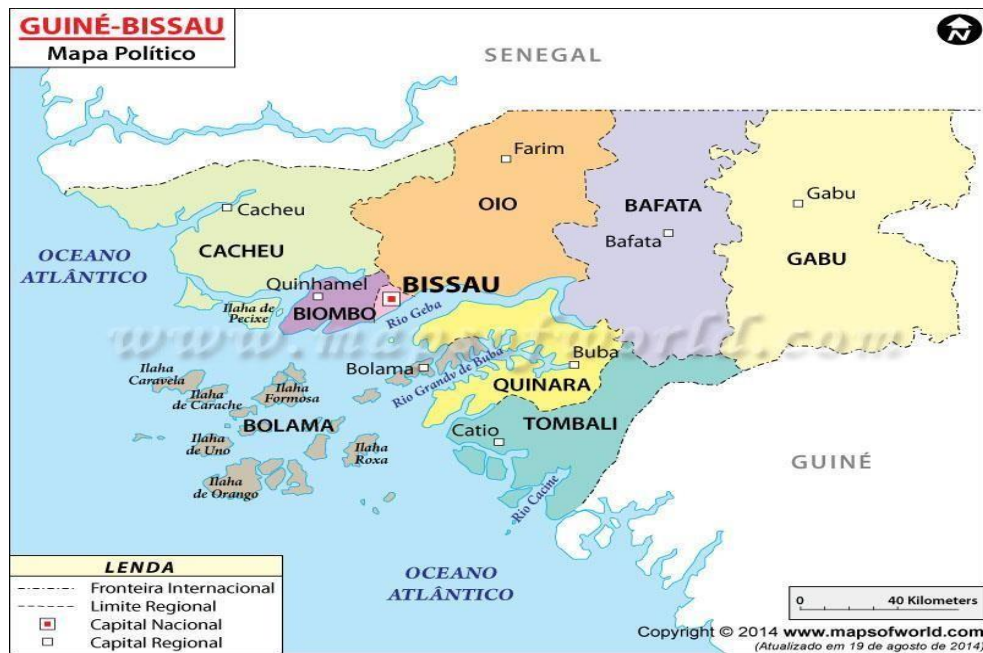 GUINÉ-BISSAU
Mapa Político
N
SENEGAL
Farim
OIO
Gabu
BAFATA
Bafata
GABU
Cacheu
CACHEU
OCEANO
ATLÂNTICO
Quinhamel
BISSAU
BIOMBO
Rio Geba
Ilaha de
Pecixe
www.mapsofworld.com
Bolama
Rio Grandv de Buba
Buba
QUINARA
Ilaha
Caravela
Ilaha
de Carache
Ilaha
Formosa
BOLAMA
TOMBALI
Catio
Ilaha
de Uno
Ilaha
Roxa
Ilaha
de Orango
Rio Cacine
GUINÉ
OCEANO
ATLÂNTICO
LENDA
Fronteira Internacional
Limite Regional
Capital Nacional
Capital Regional
0 40 Kilometers
Copyright © 2014 www.mapsofworld.com
(Atualizado em 19 de agosto de 2014)